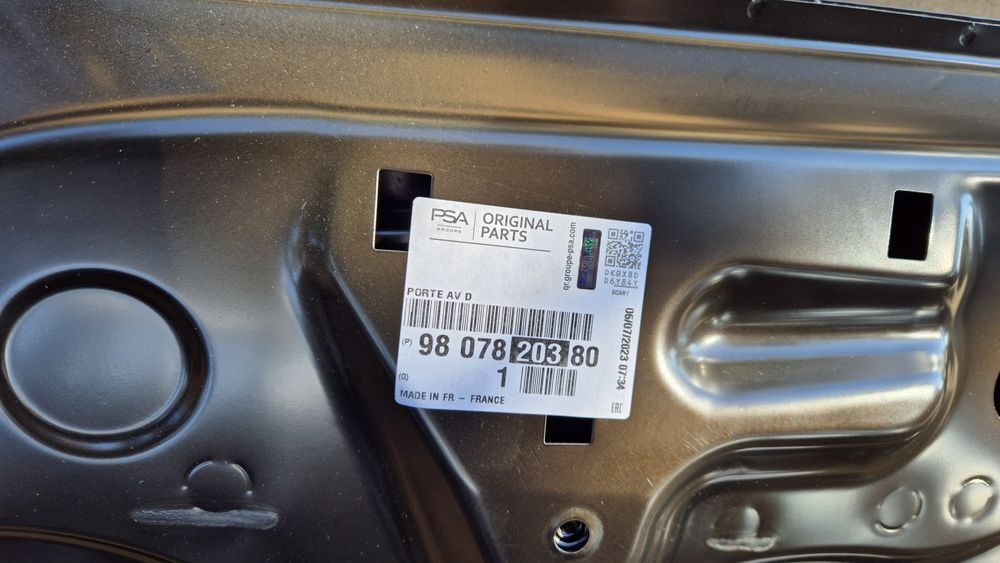 PSA
GROUPE
ORIGINAL
PARTS
qr.groupe-psa.com
DKBX8D
D6Y84Y
SCAN !
PORTE AV D
(P) 98 078 203 80
(Q) 1
MADE IN FR - FRANCE
06/07/2023 07:34
EAC